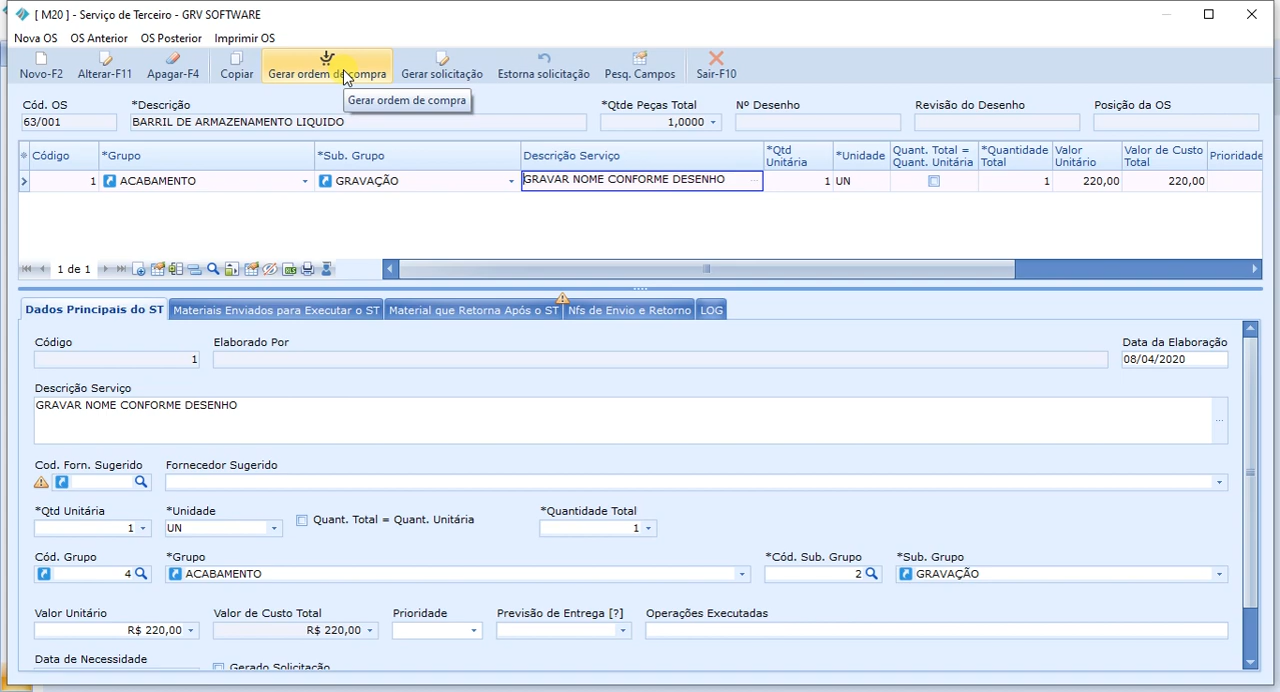 [ M20 ] - Serviço de Terceiro - GRV SOFTWARE
Nova OS OS Anterior OS Posterior Imprimir OS
Novo-F2 Alterar-F11 Apagar-F4 Copiar Gerar ordem de compra Gerar solicitação Estorna solicitação Pesq. Campos Sair-F10
Gerar ordem de compra
Cód. OS *Descrição *Qtde Peças Total Nº Desenho Revisão do Desenho Posição da OS
63/001 BARRIL DE ARMAZENAMENTO LIQUIDO 1,0000
Código *Grupo *Sub. Grupo Descrição Serviço *Qtd Unitária *Unidade Quant. Total = Quant. Unitária *Quantidade Total Valor Unitário Valor de Custo Total Prioridade
1 ACABAMENTO GRAVAÇÃO GRAVAR NOME CONFORME DESENHO 1 UN 1 220,00 220,00
1 de 1
Dados Principais do ST Materiais Enviados para Executar o ST Material que Retorna Após o ST Nfs de Envio e Retorno LOG
Código Elaborado Por Data da Elaboração
1 08/04/2020
Descrição Serviço
GRAVAR NOME CONFORME DESENHO
Cod. Forn. Sugerido Fornecedor Sugerido
*Qtd Unitária *Unidade Quant. Total = Quant. Unitária *Quantidade Total
1 UN 1
Cód. Grupo *Grupo *Cód. Sub. Grupo *Sub. Grupo
4 ACABAMENTO 2 GRAVAÇÃO
Valor Unitário Valor de Custo Total Prioridade Previsão de Entrega [?] Operações Executadas
R$ 220,00 R$ 220,00
Data de Necessidade Gerado Solicitação